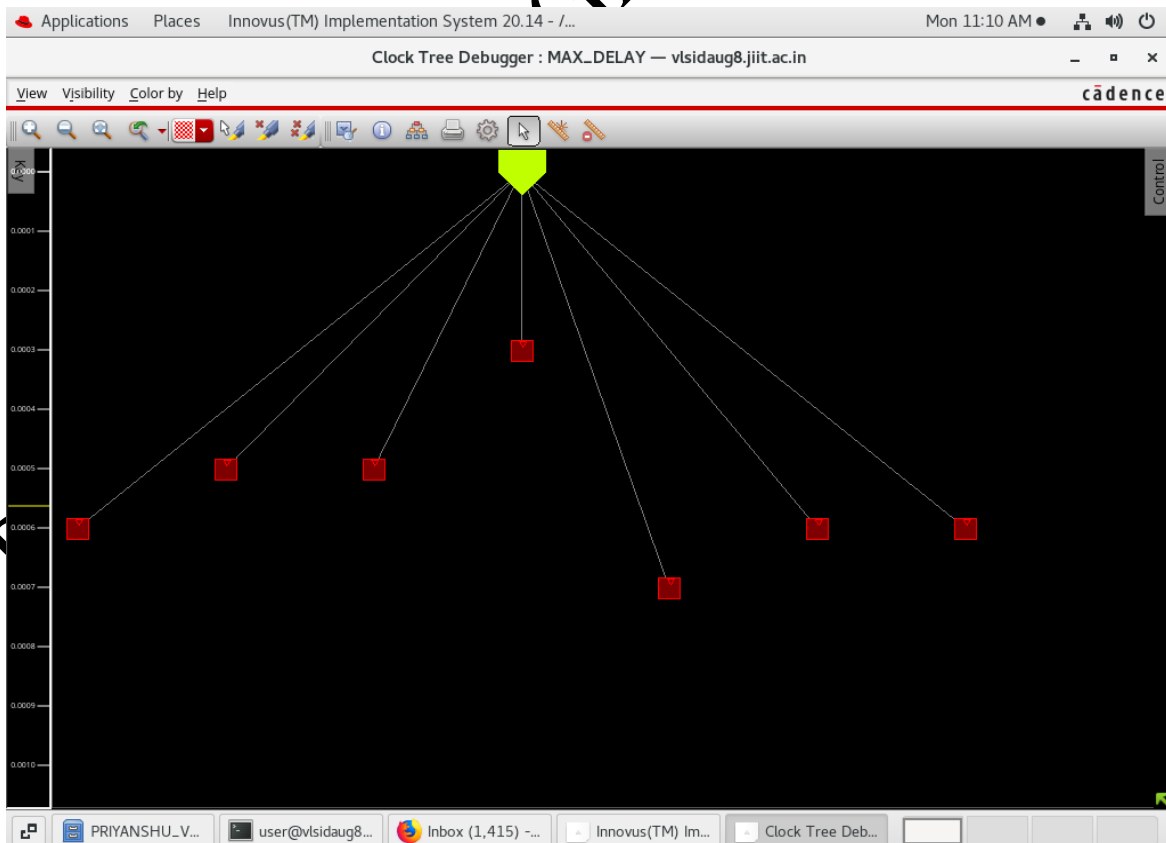 Applications Places Innovus(TM) Implementation System 20.14 - /... Mon 11:10 AM
Clock Tree Debugger : MAX_DELAY — vlsidaug8.jiit.ac.in
View Visibility Color by Help cādence
Key
Control
0.000
0.0001
0.0002
0.0003
0.0004
0.0005
0.0006
0.0007
0.0008
0.0009
0.0010
PRIYANSHU_V... user@vlsidaug8... Inbox (1,415) -... Innovus(TM) Im... Clock Tree Deb...